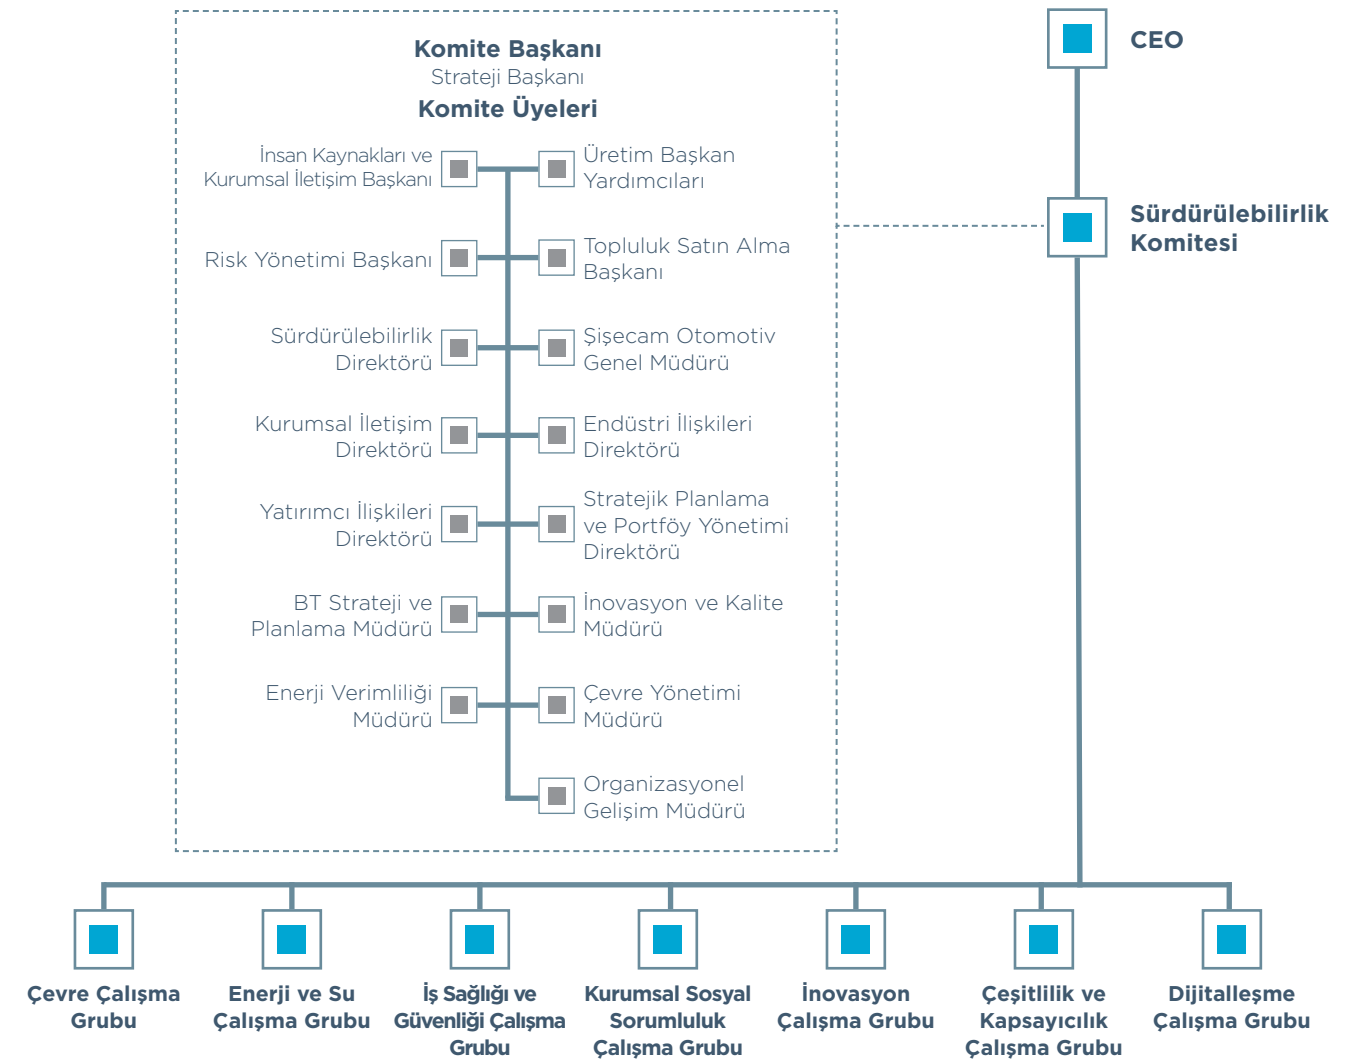 Komite Başkanı
Strateji Başkanı
Komite Üyeleri
İnsan Kaynakları ve
Kurumsal İletişim Başkanı
Üretim Başkan
Yardımcıları
Risk Yönetimi Başkanı
Topluluk Satın Alma
Başkanı
Sürdürülebilirlik
Direktörü
Şişecam Otomotiv
Genel Müdürü
Kurumsal İletişim
Direktörü
Endüstri İlişkileri
Direktörü
Yatırımcı İlişkileri
Direktörü
Stratejik Planlama
ve Portföy Yönetimi
Direktörü
BT Strateji ve
Planlama Müdürü
İnovasyon ve Kalite
Müdürü
Enerji Verimliliği
Müdürü
Çevre Yönetimi
Müdürü
Organizasyonel
Gelişim Müdürü
CEO
Sürdürülebilirlik
Komitesi
Çevre Çalışma
Grubu
Enerji ve Su
Çalışma Grubu
İş Sağlığı ve
Güvenliği Çalışma
Grubu
Kurumsal Sosyal
Sorumluluk
Çalışma Grubu
İnovasyon
Çalışma Grubu
Çeşitlilik ve
Kapsayıcılık
Çalışma Grubu
Dijitalleşme
Çalışma Grubu